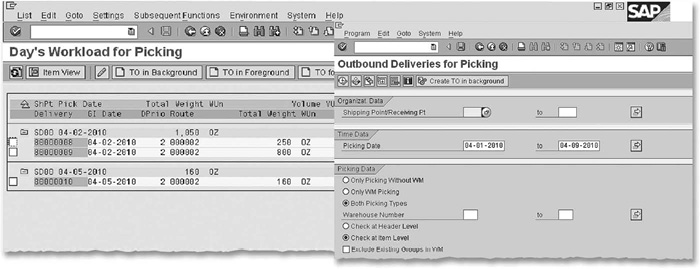 List Edit Goto Settings Subsequent Functions Environment System Help
Day's Workload for Picking
Item View TO in Background TO in Foreground TO fo
ShPt Pick Date Total Weight WUn Volume VU
Delivery GI Date DPrio Route Total Weight WUn
SD00 04-02-2010 1,050 OZ
80000008 04-02-2010 2 000002 250 OZ
80000009 04-02-2010 2 000002 800 OZ
SD00 04-05-2010 160 OZ
80000010 04-05-2010 2 000002 160 OZ
SAP
Program Edit Goto System Help
Outbound Deliveries for Picking
Create TO in background
Organizat. Data
Shipping Point/Receiving Pt to
Time Data
Picking Date 04-01-2010 to 04-09-2010
Picking Data
Only Picking Without WM
Only WM Picking
Both Picking Types
Warehouse Number to
Check at Header Level
Check at Item Level
Exclude Existing Groups in WM